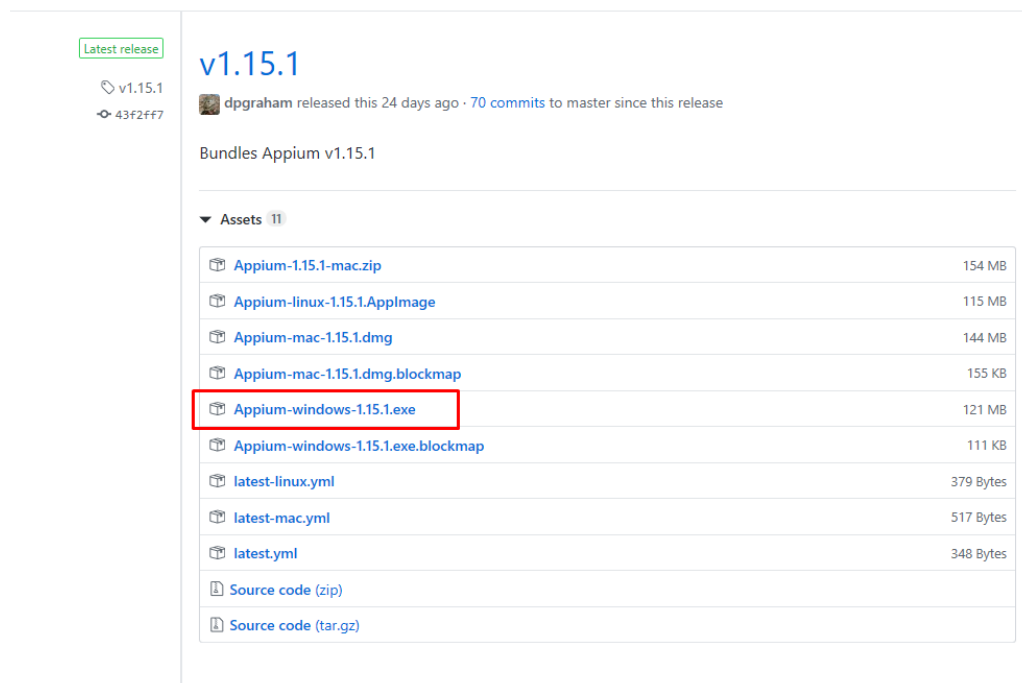 Latest release
v1.15.1
43f2ff7
v1.15.1
dpgraham released this 24 days ago · 70 commits to master since this release
Bundles Appium v1.15.1
Assets 11
Appium-1.15.1-mac.zip 154 MB
Appium-linux-1.15.1.AppImage 115 MB
Appium-mac-1.15.1.dmg 144 MB
Appium-mac-1.15.1.dmg.blockmap 155 KB
Appium-windows-1.15.1.exe 121 MB
Appium-windows-1.15.1.exe.blockmap 111 KB
latest-linux.yml 379 Bytes
latest-mac.yml 517 Bytes
latest.yml 348 Bytes
Source code (zip)
Source code (tar.gz)